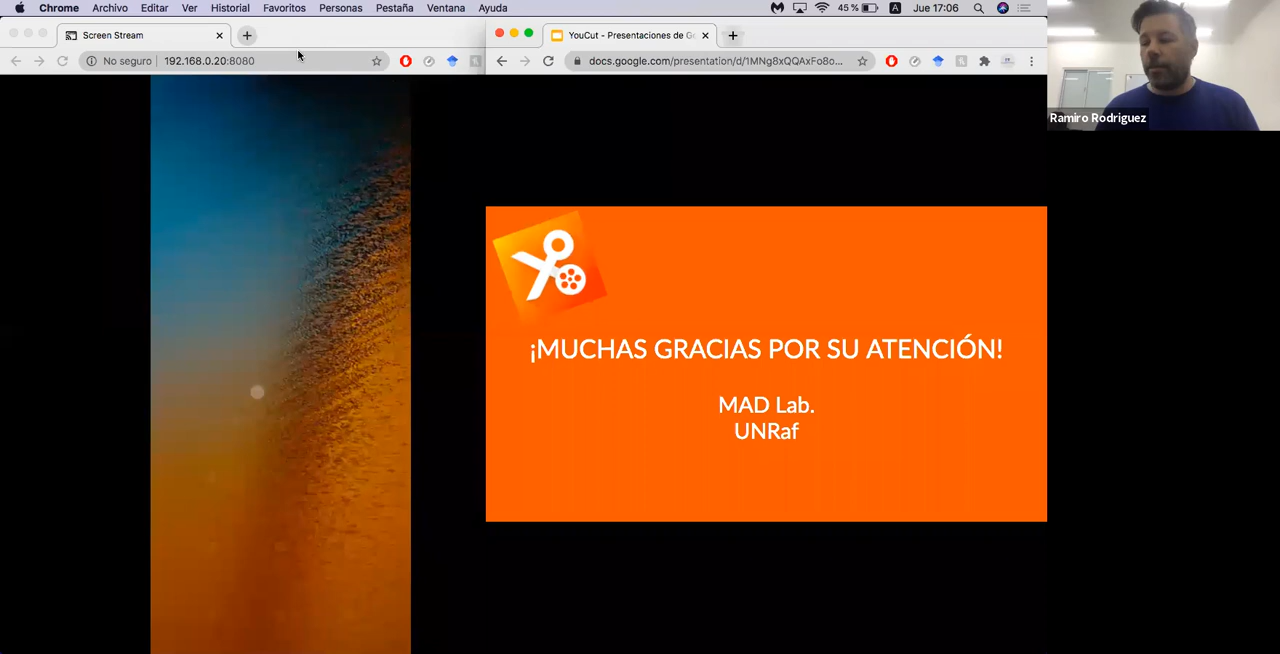 Chrome Archivo Editar Ver Historial Favoritos Personas Pestaña Ventana Ayuda 45 % A Jue 17:06
Screen Stream
YouCut - Presentaciones de Go
No seguro | 192.168.0.20:8080
docs.google.com/presentation/d/1MNg8xQQAxFo8o...
Ramiro Rodriguez
¡MUCHAS GRACIAS POR SU ATENCIÓN!
MAD Lab.
UNRaf